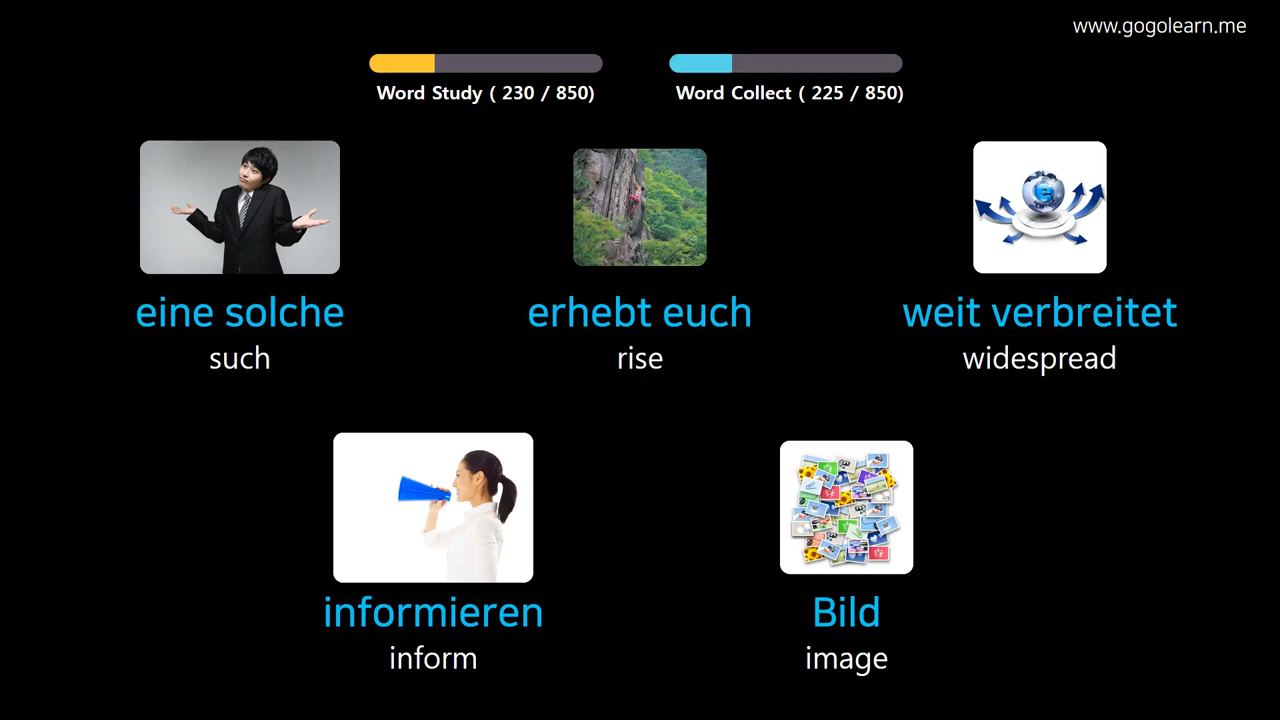 www.gogolearn.me
Word Study ( 230 / 850)
Word Collect ( 225 / 850)
eine solche
such
erhebt euch
rise
weit verbreitet
widespread
informieren
inform
Bild
image